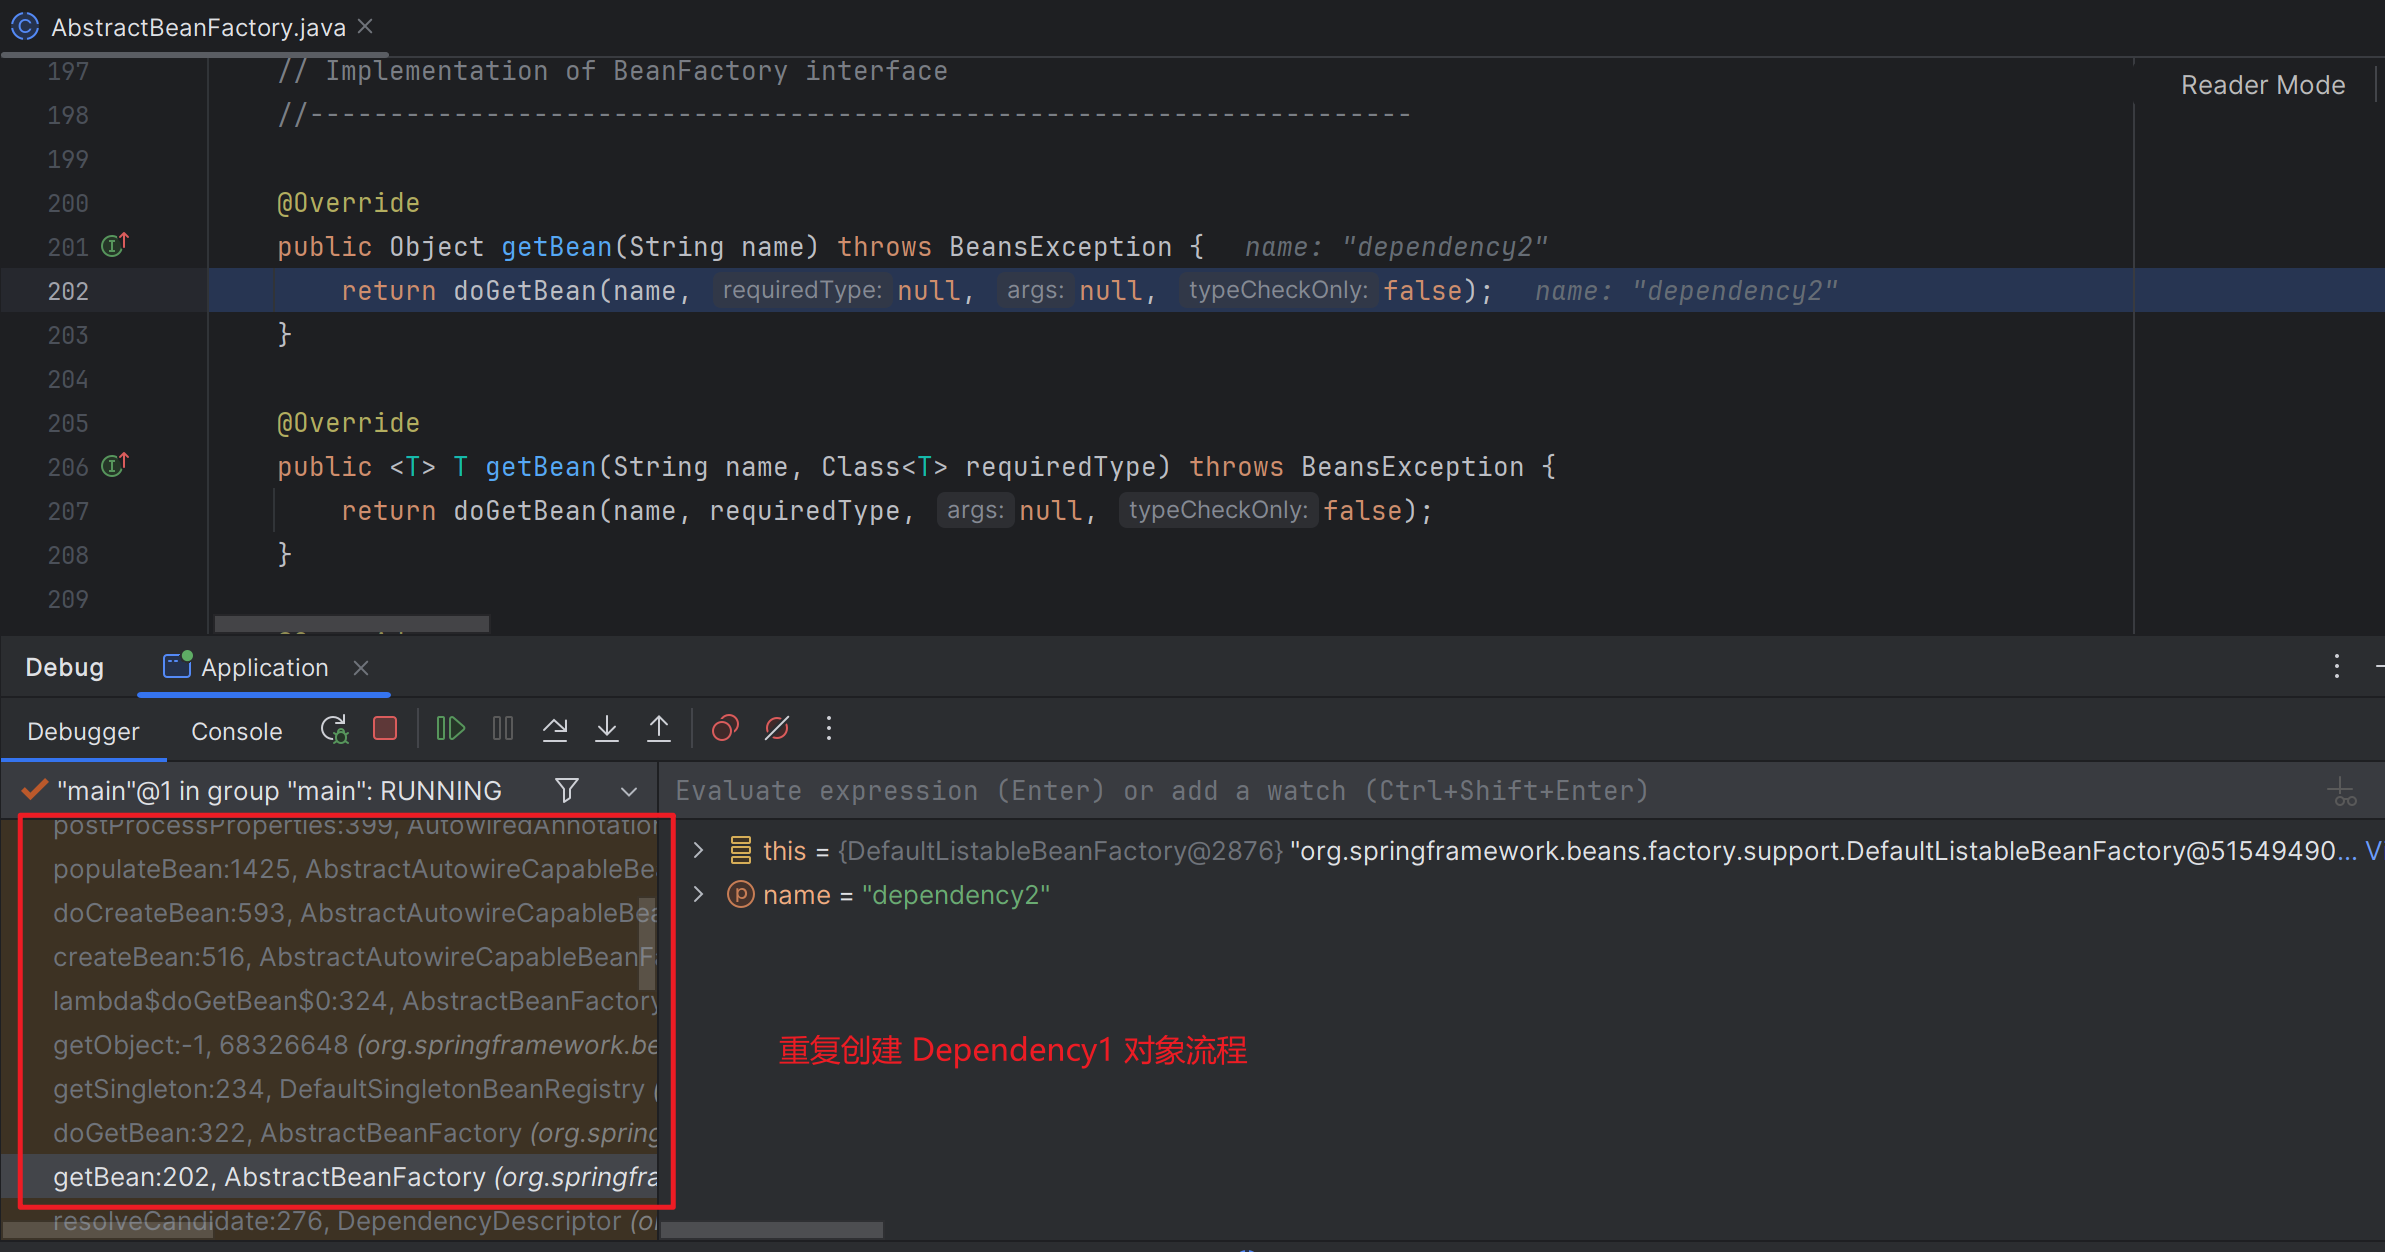 AbstractBeanFactory.java
197 // Implementation of BeanFactory interface
Reader Mode
198 //---------------------------------------------------------------------
199
200 @Override
201 public Object getBean(String name) throws BeansException { name: "dependency2"
202 return doGetBean(name, requiredType: null, args: null, typeCheckOnly: false); name: "dependency2"
203 }
204
205 @Override
206 public <T> T getBean(String name, Class<T> requiredType) throws BeansException {
207 return doGetBean(name, requiredType, args: null, typeCheckOnly: false);
208 }
209
Debug Application
Debugger Console
"main"@1 in group "main": RUNNING
Evaluate expression (Enter) or add a watch (Ctrl+Shift+Enter)
postProcessProperties:399, AutowiredAnnotation
populateBean:1425, AbstractAutowireCapableBe
doCreateBean:593, AbstractAutowireCapableBea
createBean:516, AbstractAutowireCapableBeanFa
lambda$doGetBean$0:324, AbstractBeanFactory
getObject:-1, 68326648 (org.springframework.be
getSingleton:234, DefaultSingletonBeanRegistry (
doGetBean:322, AbstractBeanFactory (org.spring
getBean:202, AbstractBeanFactory (org.springfra
resolveCandidate:276, DependencyDescriptor (o
this = {DefaultListableBeanFactory@2876} "org.springframework.beans.factory.support.DefaultListableBeanFactory@51549490... V
name = "dependency2"
重复创建 Dependency1 对象流程